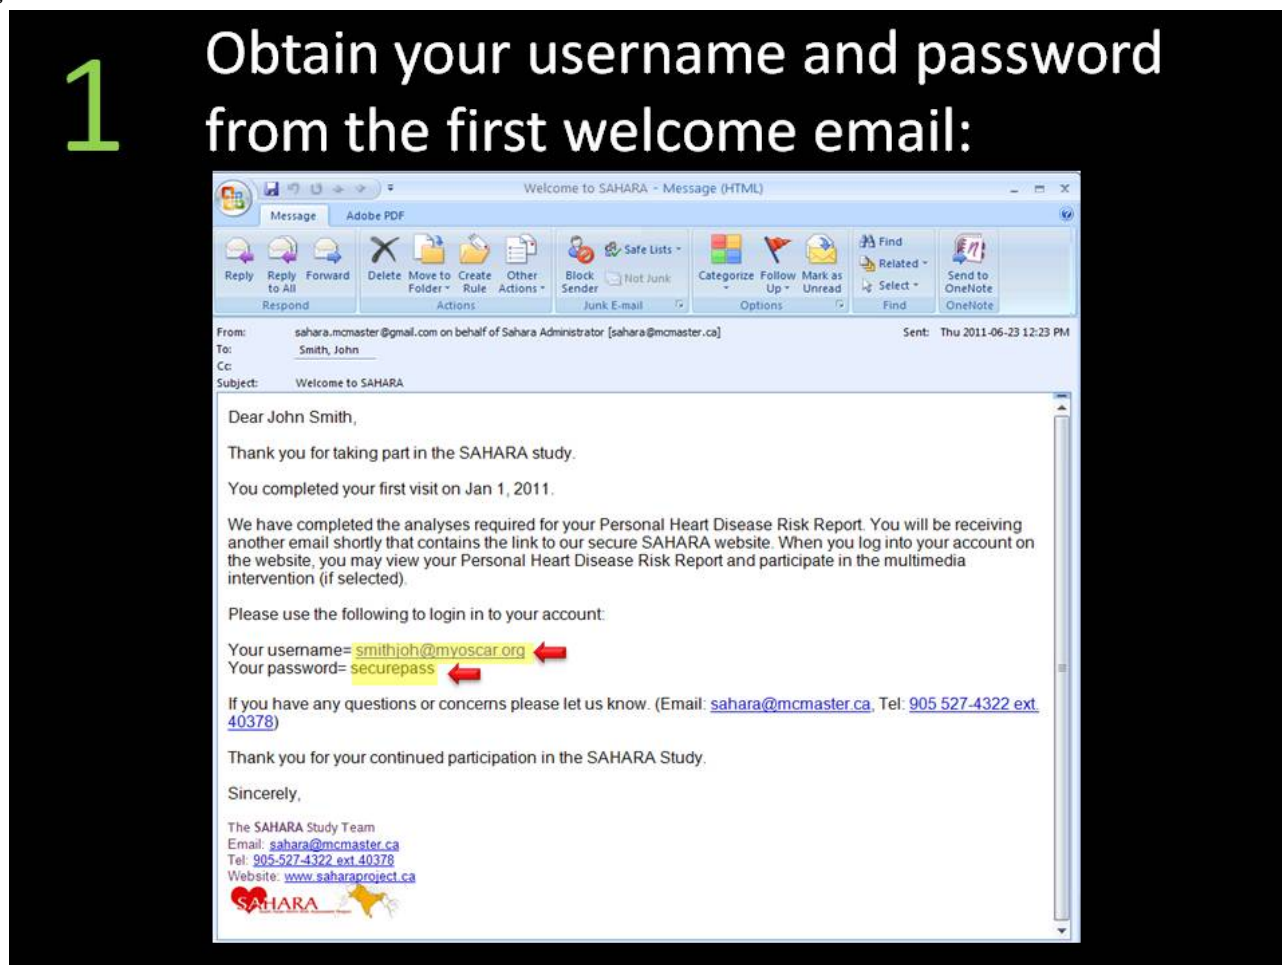 1
Obtain your username and password
from the first welcome email:
Welcome to SAHARA - Message (HTML)
Message Adobe PDF
Reply
Reply to All
Forward
Delete
Move to Folder
Create Rule
Other Actions
Block Sender
Safe Lists
Not Junk
Categorize
Follow Up
Mark as Unread
Find
Related
Select
Send to OneNote
Respond Actions Junk E-mail Options Find OneNote
From: sahara.mcmaster@gmail.com on behalf of Sahara Administrator [sahara@mcmaster.ca] Sent: Thu 2011-06-23 12:23 PM
To: Smith, John
Cc:
Subject: Welcome to SAHARA
Dear John Smith,
Thank you for taking part in the SAHARA study.
You completed your first visit on Jan 1, 2011.
We have completed the analyses required for your Personal Heart Disease Risk Report. You will be receiving
another email shortly that contains the link to our secure SAHARA website. When you log into your account on
the website, you may view your Personal Heart Disease Risk Report and participate in the multimedia
intervention (if selected).
Please use the following to login in to your account:
Your username= smithjoh@myoscar.org
Your password= securepass
If you have any questions or concerns please let us know. (Email: sahara@mcmaster.ca, Tel: 905 527-4322 ext.
40378)
Thank you for your continued participation in the SAHARA Study.
Sincerely,
The SAHARA Study Team
Email: sahara@mcmaster.ca
Tel: 905-527-4322 ext.40378
Website: www.saharaproject.ca
SAHARA